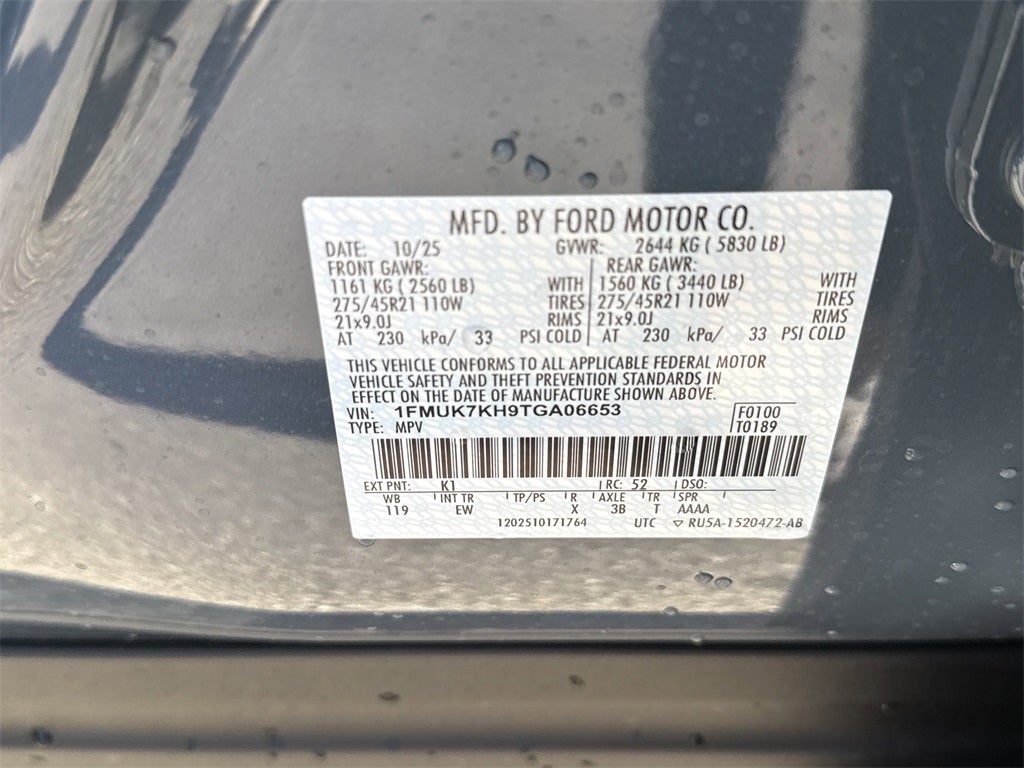 MFD. BY FORD MOTOR CO.
DATE: 10/25 GVWR: 2644 KG ( 5830 LB)
FRONT GAWR: REAR GAWR:
1161 KG ( 2560 LB) WITH 1560 KG ( 3440 LB) WITH
275/45R21 110W TIRES 275/45R21 110W TIRES
21x9.0J RIMS 21x9.0J RIMS
AT 230 kPa/ 33 PSI COLD AT 230 kPa/ 33 PSI COLD
THIS VEHICLE CONFORMS TO ALL APPLICABLE FEDERAL MOTOR
VEHICLE SAFETY AND THEFT PREVENTION STANDARDS IN
EFFECT ON THE DATE OF MANUFACTURE SHOWN ABOVE.
VIN: 1FMUK7KH9TGA06653 F0100
TYPE: MPV T0189
EXT PNT: K1 RC: 52 DSO:
WB INT TR TP/PS R AXLE TR SPR
119 EW X 3B T AAAA
1202510171764 UTC ▽ RU5A-1520472-AB